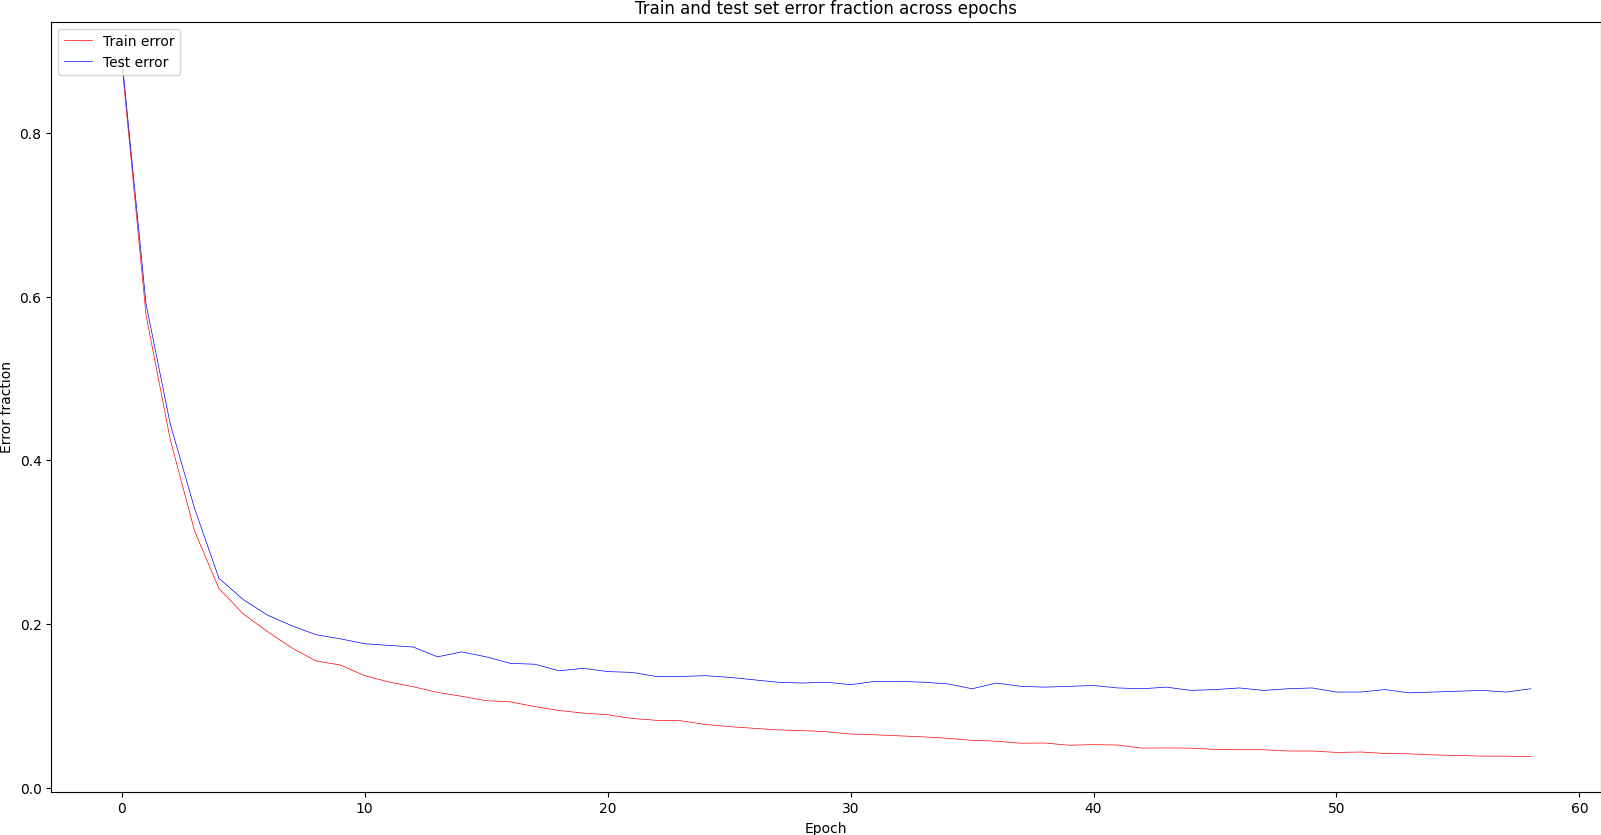 Train and test set error fraction across epochs
Train error
Test error
0.8
0.6
0.4
0.2
0.0
Error fraction
0 10 20 30 40 50 60
Epoch